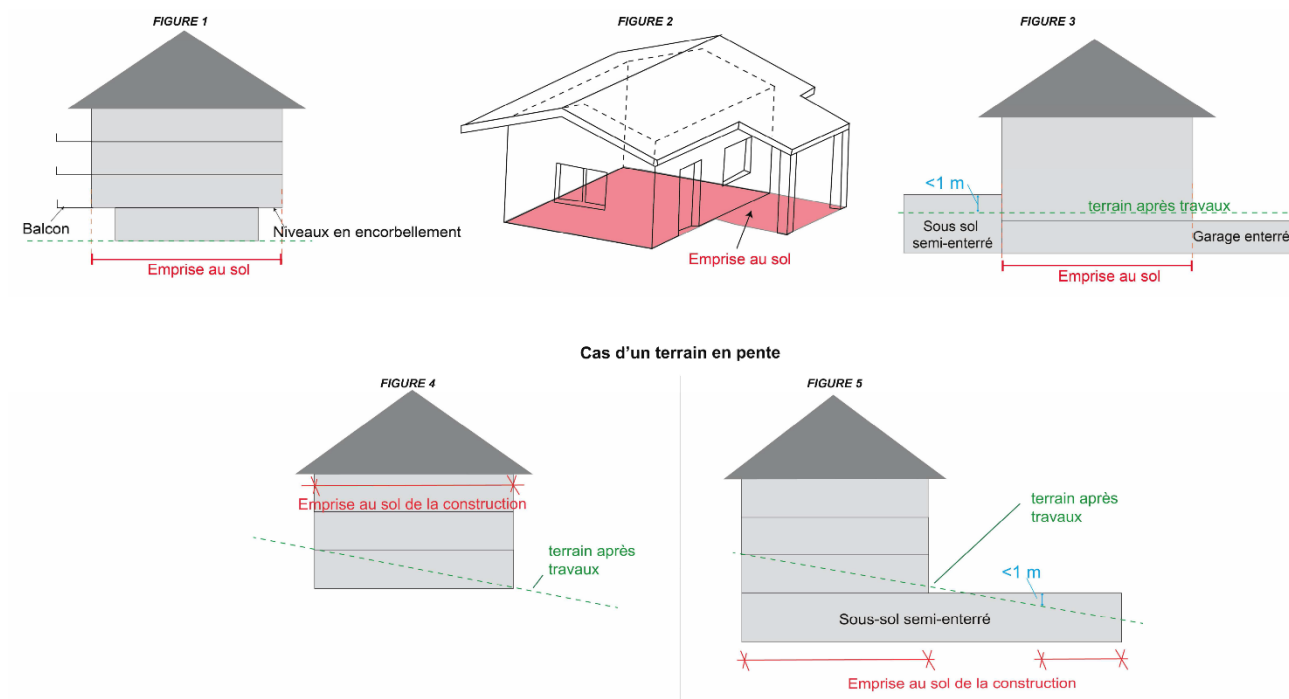 FIGURE 1
Balcon
Niveaux en encorbellement
Emprise au sol
FIGURE 2
Emprise au sol
FIGURE 3
<1 m
terrain après travaux
Sous sol
semi-enterré
Garage enterré
Emprise au sol
Cas d'un terrain en pente
FIGURE 4
Emprise au sol de la construction
terrain après
travaux
FIGURE 5
terrain après
travaux
<1 m
Sous-sol semi-enterré
Emprise au sol de la construction